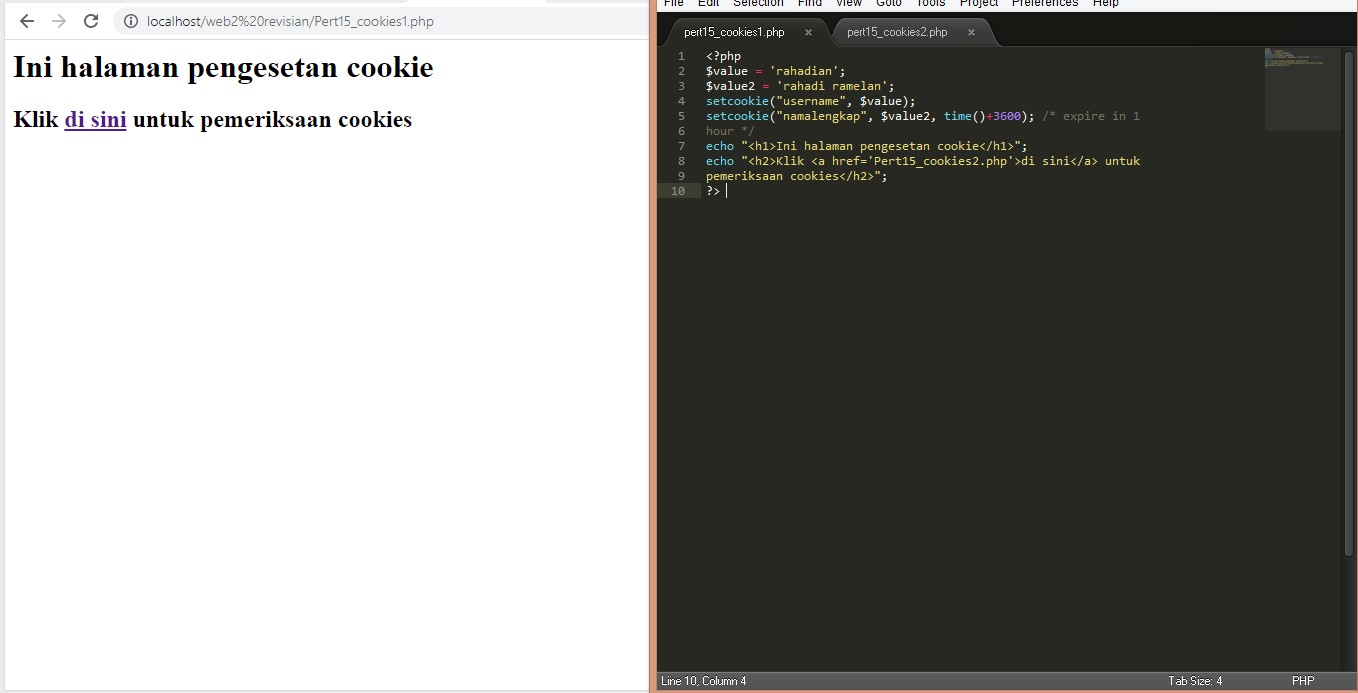 localhost/web2%20revisian/Pert15_cookies1.php
Ini halaman pengesetan cookie
Klik di sini untuk pemeriksaan cookies
File Edit Selection Find View Goto Tools Project Preferences Help
pert15_cookies1.php × pert15_cookies2.php ×
1 <?php
2 $value = 'rahadian';
3 $value2 = 'rahadi ramelan';
4 setcookie("username", $value);
5 setcookie("namalengkap", $value2, time()+3600); /* expire in 1
6 hour */
7 echo "<h1>Ini halaman pengesetan cookie</h1>";
8 echo "<h2>Klik <a href='Pert15_cookies2.php'>di sini</a> untuk
9 pemeriksaan cookies</h2>";
10 ?>
Line 10, Column 4 Tab Size: 4 PHP